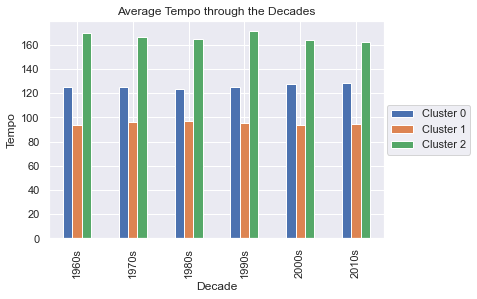 Average Tempo through the Decades
Tempo
160
140
120
100
80
60
40
20
0
1960s
1970s
1980s
1990s
2000s
2010s
Decade
Cluster 0
Cluster 1
Cluster 2